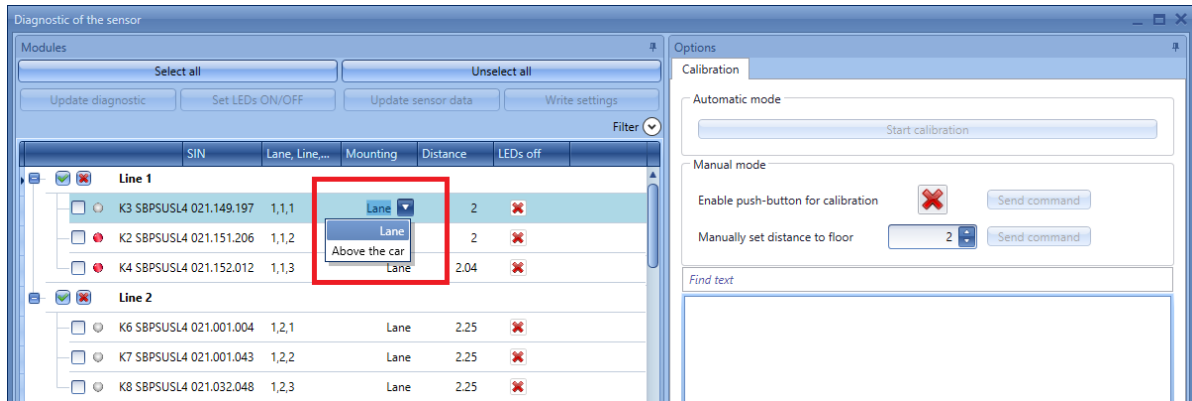 Diagnostic of the sensor
Modules
Select all Unselect all
Update diagnostic Set LEDs ON/OFF Update sensor data Write settings
Filter
SIN Lane, Line,... Mounting Distance LEDs off
Line 1
K3 SBPSUSL4 021.149.197 1,1,1 Lane 2
Lane
K2 SBPSUSL4 021.151.206 1,1,2 2
Above the car
K4 SBPSUSL4 021.152.012 1,1,3 Lane 2.04
Line 2
K6 SBPSUSL4 021.001.004 1,2,1 Lane 2.25
K7 SBPSUSL4 021.001.043 1,2,2 Lane 2.25
K8 SBPSUSL4 021.032.048 1,2,3 Lane 2.25
Options
Calibration
Automatic mode
Start calibration
Manual mode
Enable push-button for calibration Send command
Manually set distance to floor 2 Send command
Find text